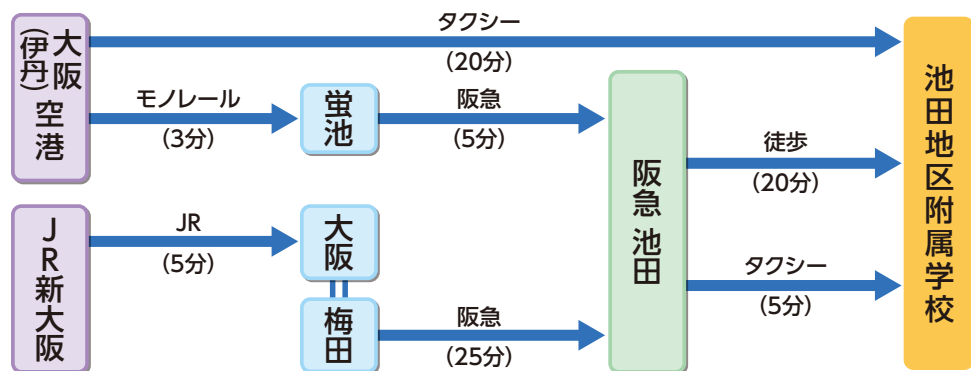 大阪(伊丹)空港
タクシー
(20分)
モノレール
(3分)
蛍池
阪急
(5分)
JR新大阪
JR
(5分)
大阪
梅田
阪急
(25分)
阪急 池田
徒歩
(20分)
タクシー
(5分)
池田地区附属学校